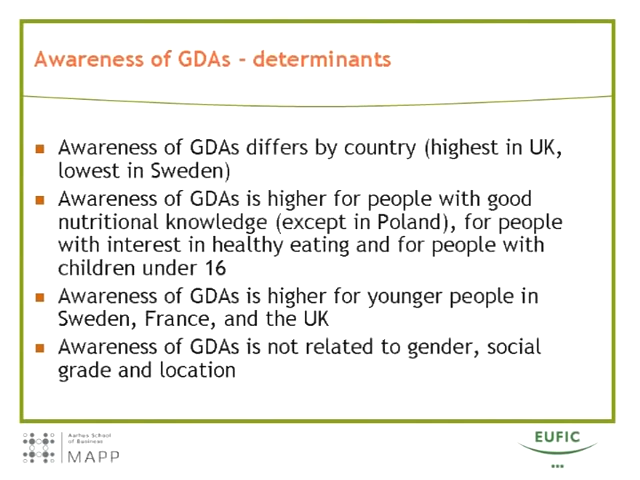 Awareness of GDAs - determinants
Awareness of GDAs differs by country (highest in UK,
lowest in Sweden)
Awareness of GDAs is higher for people with good
nutritional knowledge (except in Poland), for people
with interest in healthy eating and for people with
children under 16
Awareness of GDAs is higher for younger people in
Sweden, France, and the UK
Awareness of GDAs is not related to gender, social
grade and location
Aarhus School
of Business
MAPP
EUFIC